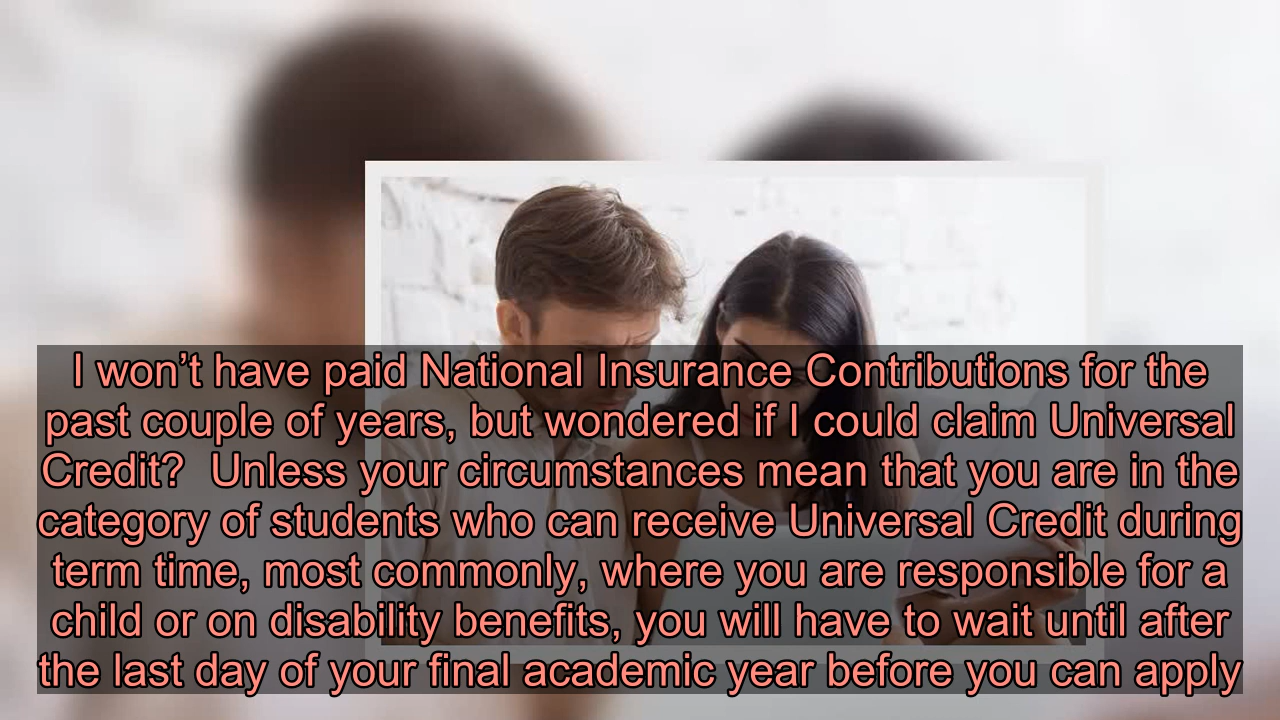 I won’t have paid National Insurance Contributions for the
past couple of years, but wondered if I could claim Universal
Credit?  Unless your circumstances mean that you are in the
category of students who can receive Universal Credit during
term time, most commonly, where you are responsible for a
child or on disability benefits, you will have to wait until after
the last day of your final academic year before you can apply